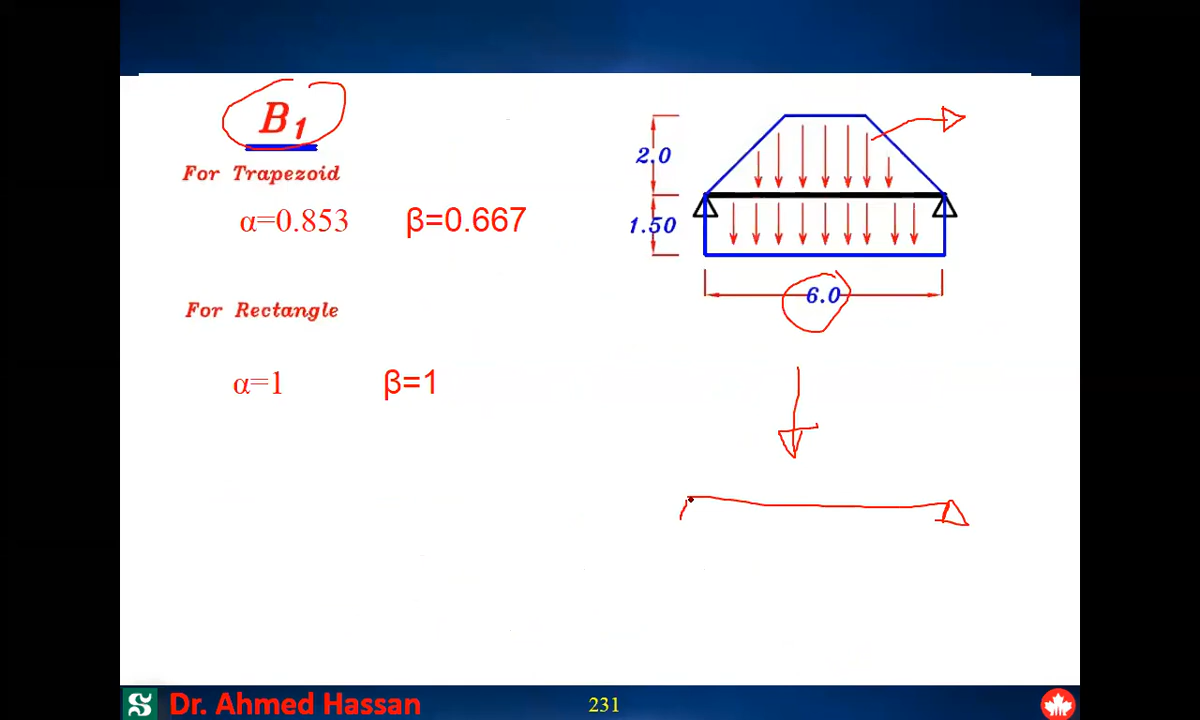 B1
For Trapezoid
α=0.853 β=0.667
For Rectangle
α=1 β=1
2.0
1.50
6.0
Dr. Ahmed Hassan
231